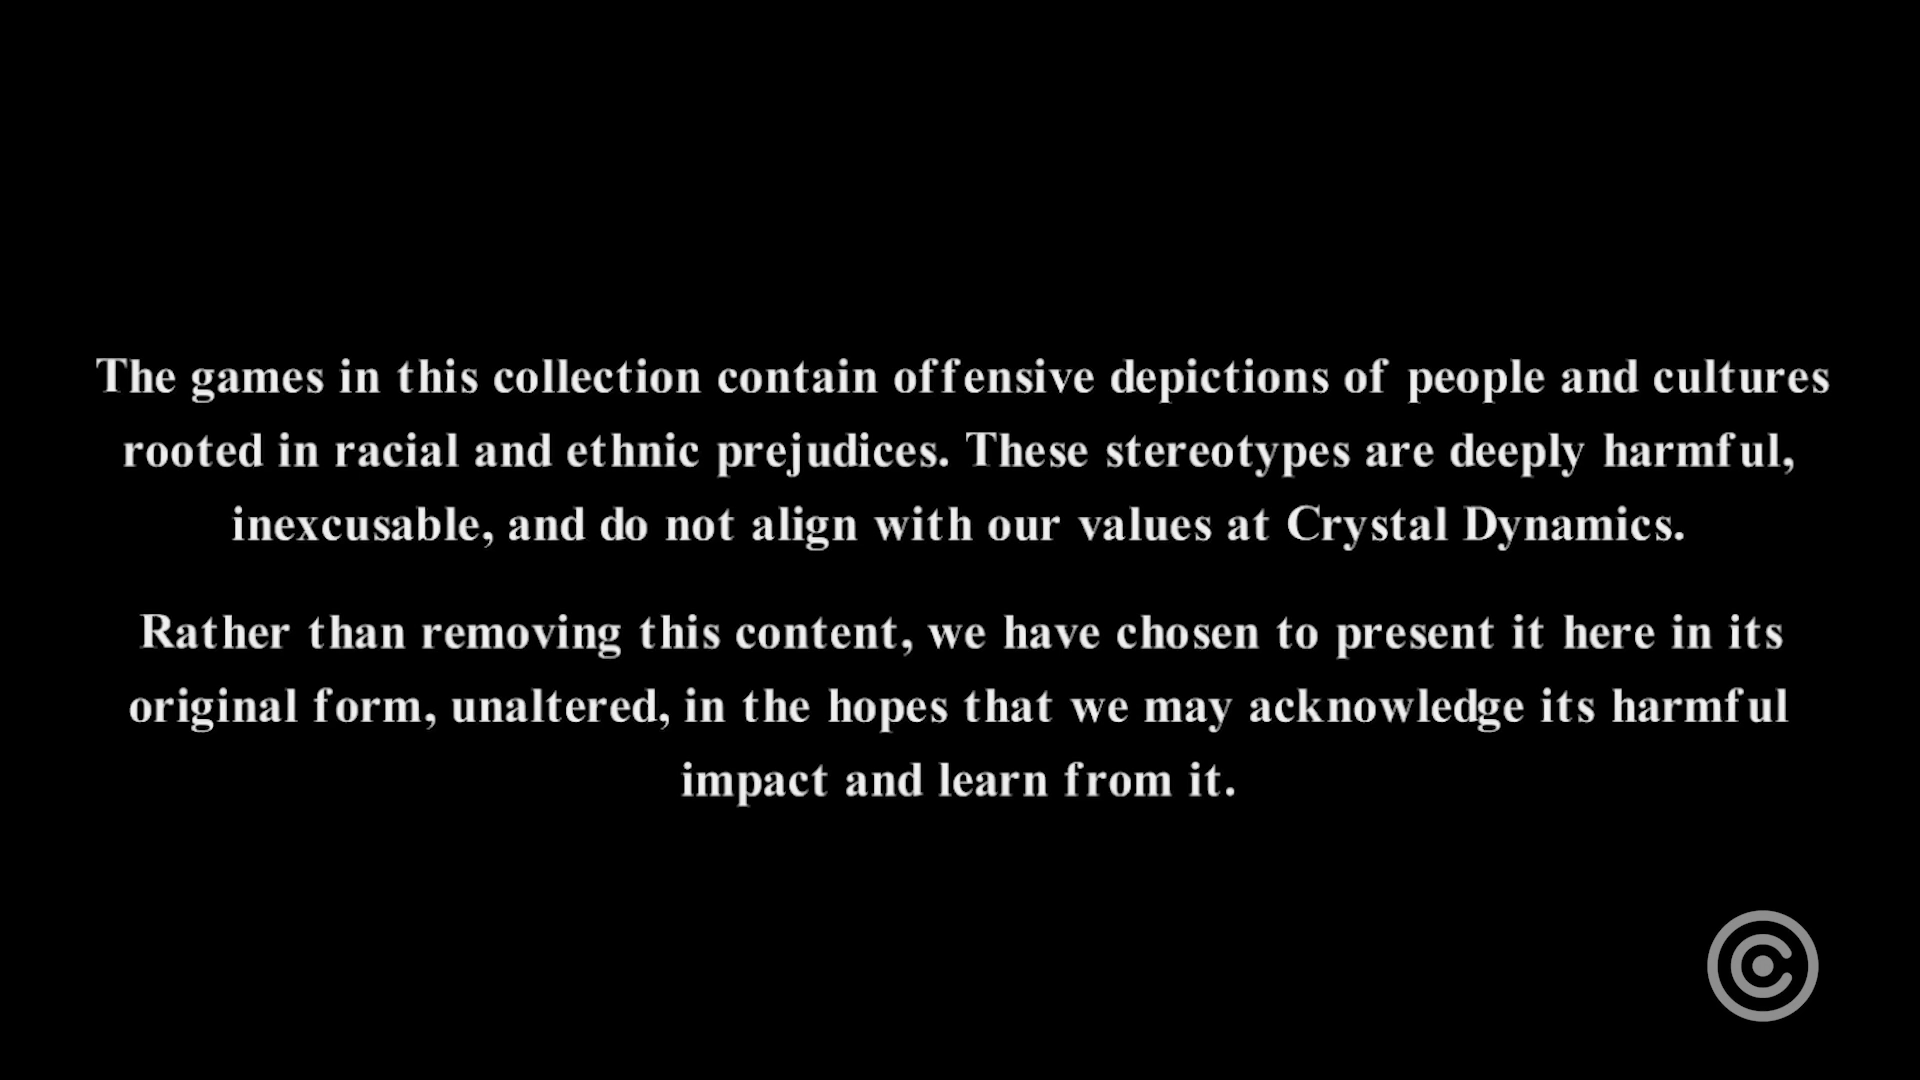 The games in this collection contain offensive depictions of people and cultures
rooted in racial and ethnic prejudices. These stereotypes are deeply harmful,
inexcusable, and do not align with our values at Crystal Dynamics.
Rather than removing this content, we have chosen to present it here in its
original form, unaltered, in the hopes that we may acknowledge its harmful
impact and learn from it.